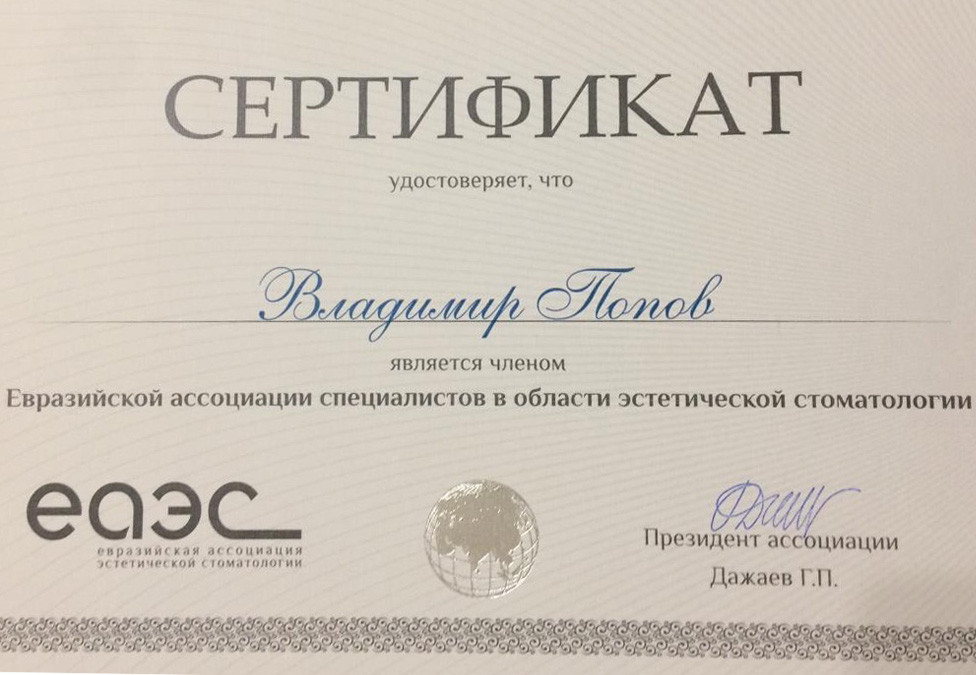 СЕРТИФИКАТ
удостоверяет, что
Владимир Попов
является членом
Евразийской ассоциации специалистов в области эстетической стоматологии
еаэс
евразийская ассоциация
эстетической стоматологии
Президент ассоциации
Дажаев Г.П.